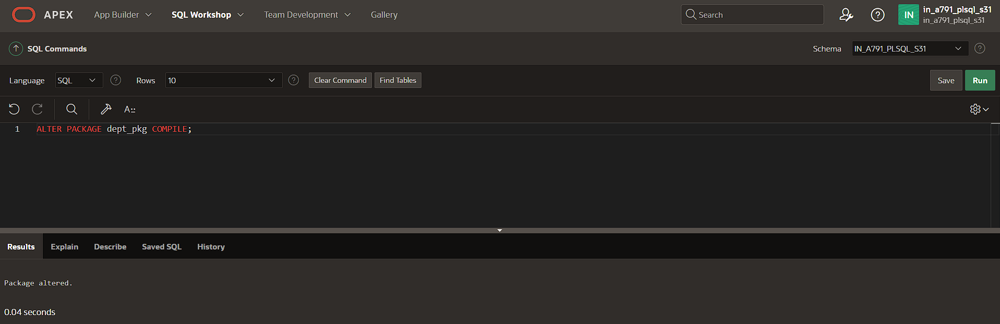 APEX App Builder SQL Workshop Team Development Gallery Search IN in_a791_plsql_s31
in_a791_plsql_s31
SQL Commands Schema IN_A791_PLSQL_S31
Language SQL Rows 10 Clear Command Find Tables Save Run
A::
1 ALTER PACKAGE dept_pkg COMPILE;
Results Explain Describe Saved SQL History
Package altered.
0.04 seconds